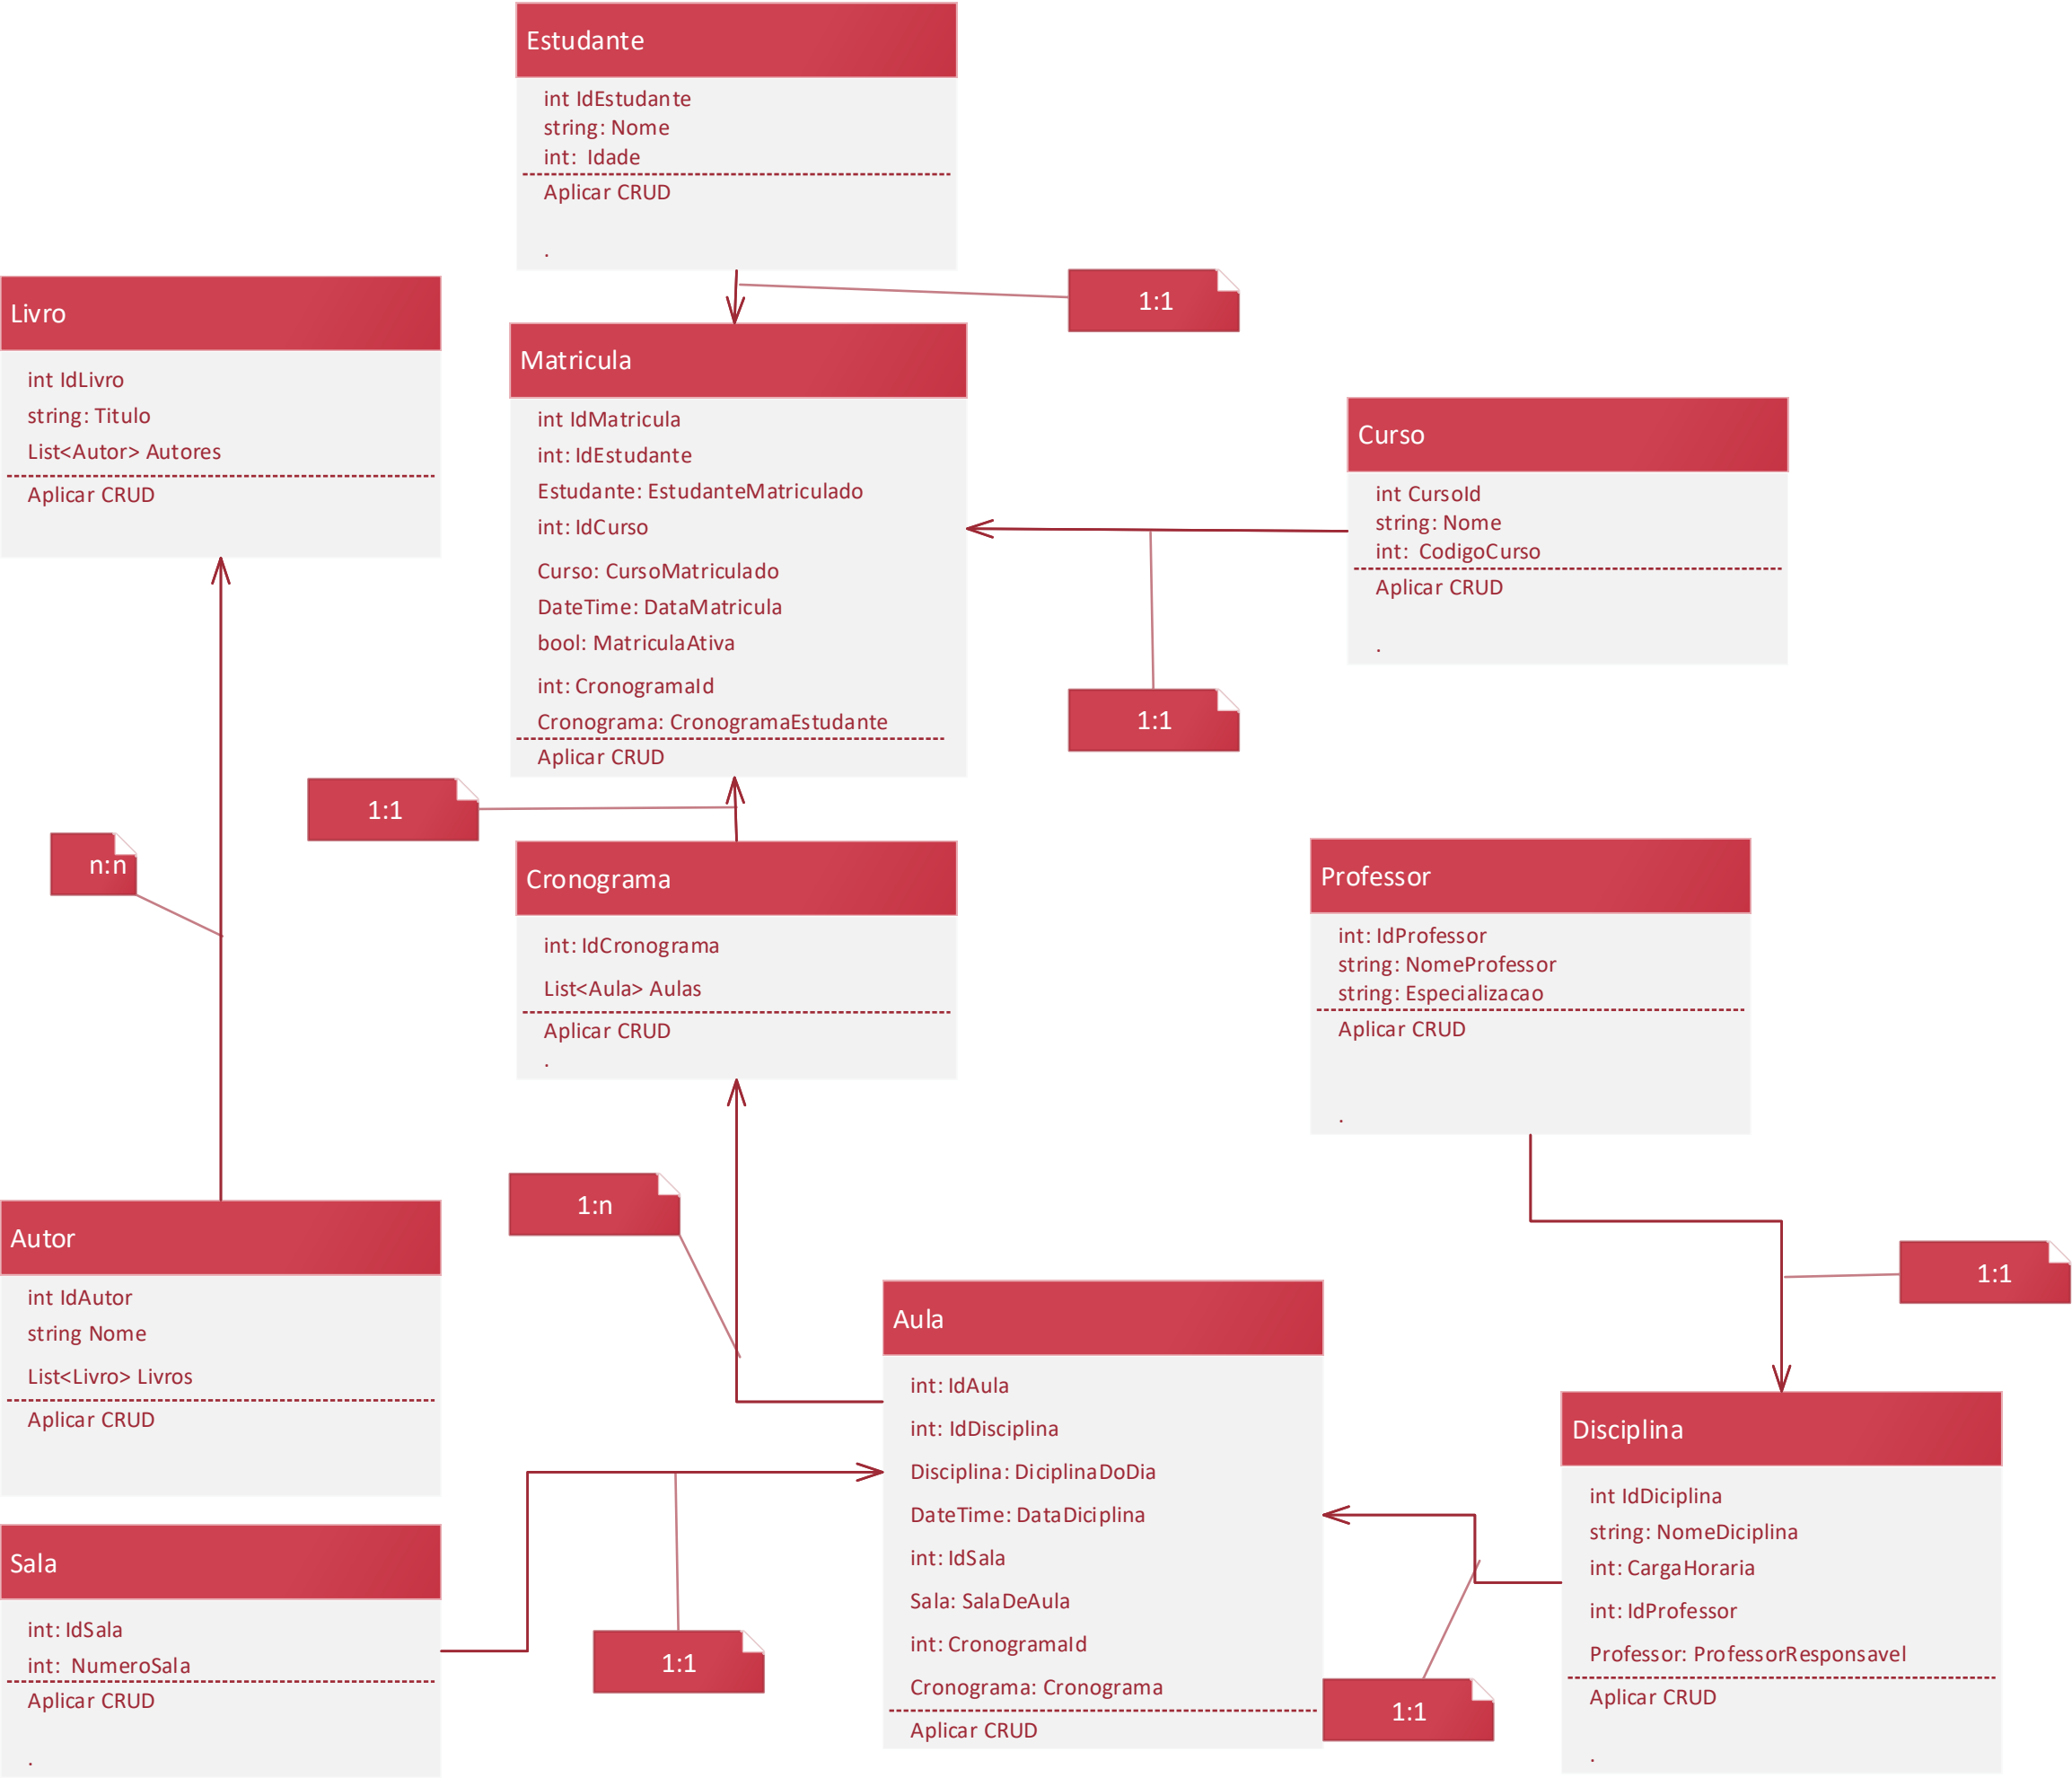 Estudante
int IdEstudante
string: Nome
int:  Idade
Aplicar CRUD
.
1:1
Livro
int IdLivro
string: Titulo
List<Autor> Autores
Aplicar CRUD
Matricula
int IdMatricula
int: IdEstudante
Estudante: EstudanteMatriculado
int: IdCurso
Curso: CursoMatriculado
DateTime: DataMatricula
bool: MatriculaAtiva
int: CronogramaId
Cronograma: CronogramaEstudante
Aplicar CRUD
Curso
int CursoId
string: Nome
int:  CodigoCurso
Aplicar CRUD
.
1:1
1:1
n:n
Cronograma
int: IdCronograma
List<Aula> Aulas
Aplicar CRUD
.
Professor
int: IdProfessor
string: NomeProfessor
string: Especializacao
Aplicar CRUD
.
1:n
1:1
Autor
int IdAutor
string Nome
List<Livro> Livros
Aplicar CRUD
Aula
int: IdAula
int: IdDisciplina
Disciplina: DiciplinaDoDia
DateTime: DataDiciplina
int: IdSala
Sala: SalaDeAula
int: CronogramaId
Cronograma: Cronograma
Aplicar CRUD
Disciplina
int IdDiciplina
string: NomeDiciplina
int: CargaHoraria
int: IdProfessor
Professor: ProfessorResponsavel
Aplicar CRUD
.
Sala
int: IdSala
int:  NumeroSala
Aplicar CRUD
.
1:1
1:1